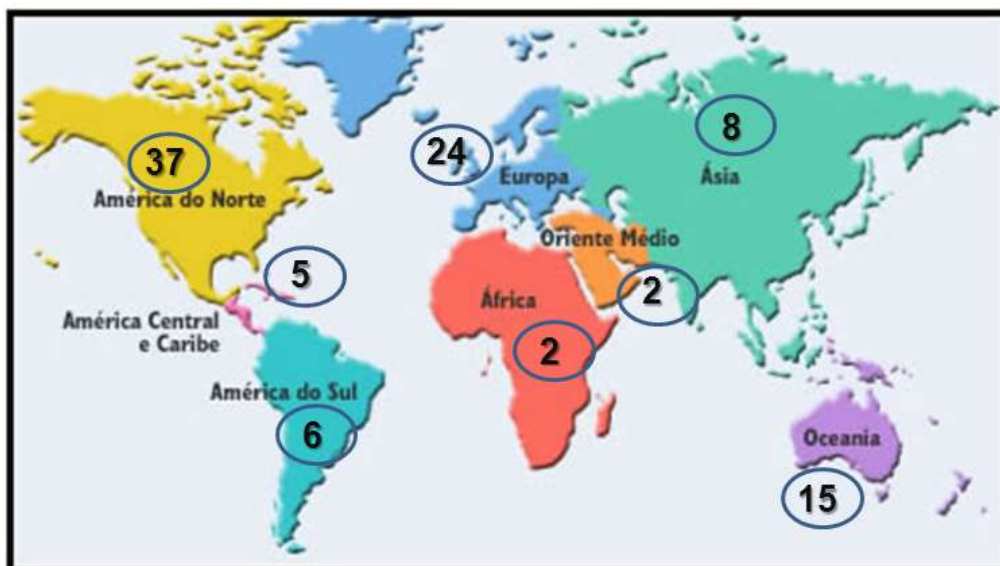 37
América do Norte
5
América Central
e Caribe
América do Sul
6
24
Europa
8
Ásia
Oriente Médio
2
África
2
Oceania
15